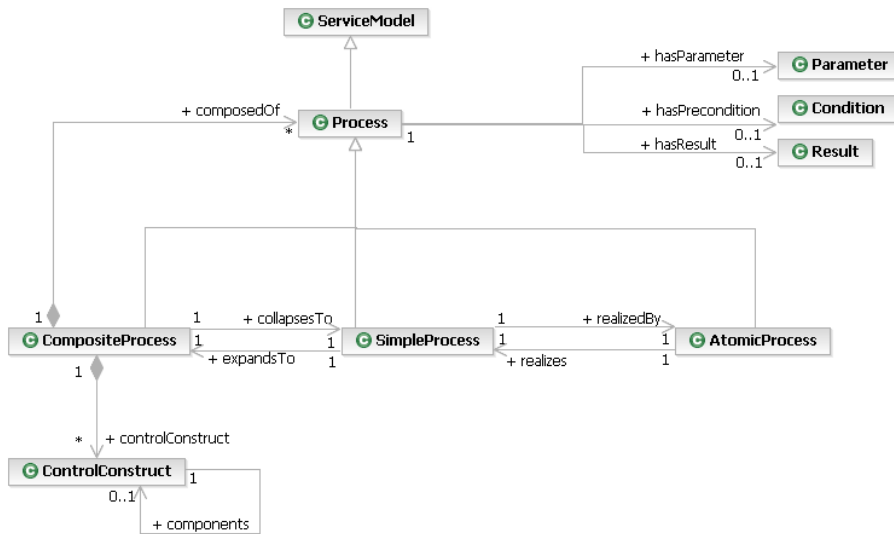 ServiceModel
+ hasParameter
0..1
Parameter
+ composedOf
*
Process
1
+ hasPrecondition
0..1
Condition
+ hasResult
0..1
Result
1
1
+ collapsesTo
1
1
+ realizedBy
1
CompositeProcess
SimpleProcess
AtomicProcess
1
+ expandsTo
1
1
+ realizes
1
1
*
+ controlConstruct
ControlConstruct
1
0..1
+ components